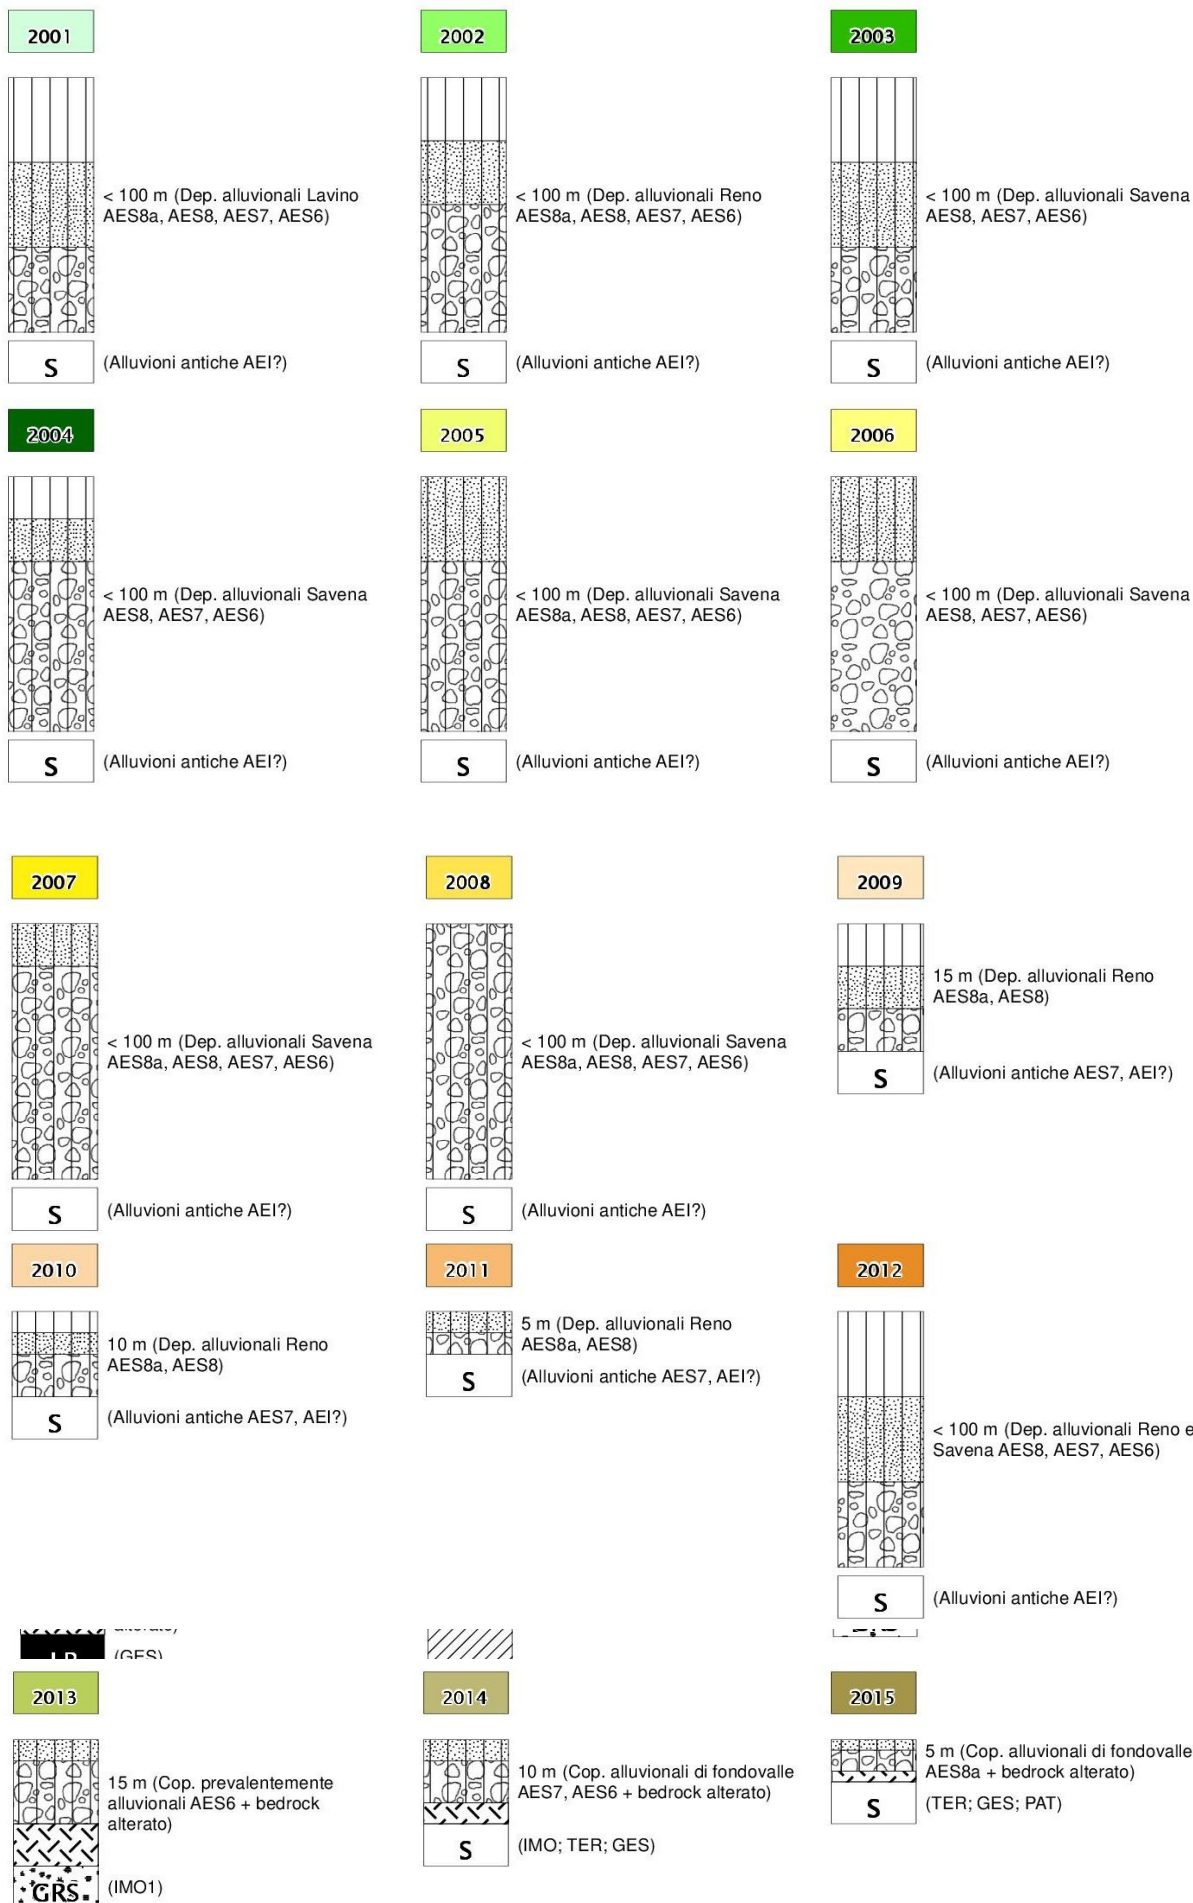 2001
2002
2003
< 100 m (Dep. alluvionali Lavino
AES8a, AES8, AES7, AES6)
< 100 m (Dep. alluvionali Reno
AES8a, AES8, AES7, AES6)
< 100 m (Dep. alluvionali Savena
AES8, AES7, AES6)
S
(Alluvioni antiche AEI?)
S
(Alluvioni antiche AEI?)
S
(Alluvioni antiche AEI?)
2004
2005
2006
< 100 m (Dep. alluvionali Savena
AES8, AES7, AES6)
< 100 m (Dep. alluvionali Savena
AES8a, AES8, AES7, AES6)
< 100 m (Dep. alluvionali Savena
AES8, AES7, AES6)
S
(Alluvioni antiche AEI?)
S
(Alluvioni antiche AEI?)
S
(Alluvioni antiche AEI?)
2007
2008
2009
< 100 m (Dep. alluvionali Savena
AES8a, AES8, AES7, AES6)
< 100 m (Dep. alluvionali Savena
AES8a, AES8, AES7, AES6)
15 m (Dep. alluvionali Reno
AES8a, AES8)
S
(Alluvioni antiche AES7, AEI?)
S
(Alluvioni antiche AEI?)
S
(Alluvioni antiche AEI?)
2010
2011
2012
10 m (Dep. alluvionali Reno
AES8a, AES8)
S
(Alluvioni antiche AES7, AEI?)
5 m (Dep. alluvionali Reno
AES8a, AES8)
S
(Alluvioni antiche AES7, AEI?)
< 100 m (Dep. alluvionali Reno e
Savena AES8, AES7, AES6)
S
(Alluvioni antiche AEI?)
(GES)
2013
2014
2015
15 m (Cop. prevalentemente
alluvionali AES6 + bedrock
alterato)
GRS
(IMO1)
10 m (Cop. alluvionali di fondovalle
AES7, AES6 + bedrock alterato)
S
(IMO; TER; GES)
5 m (Cop. alluvionali di fondovalle
AES8a + bedrock alterato)
S
(TER; GES; PAT)